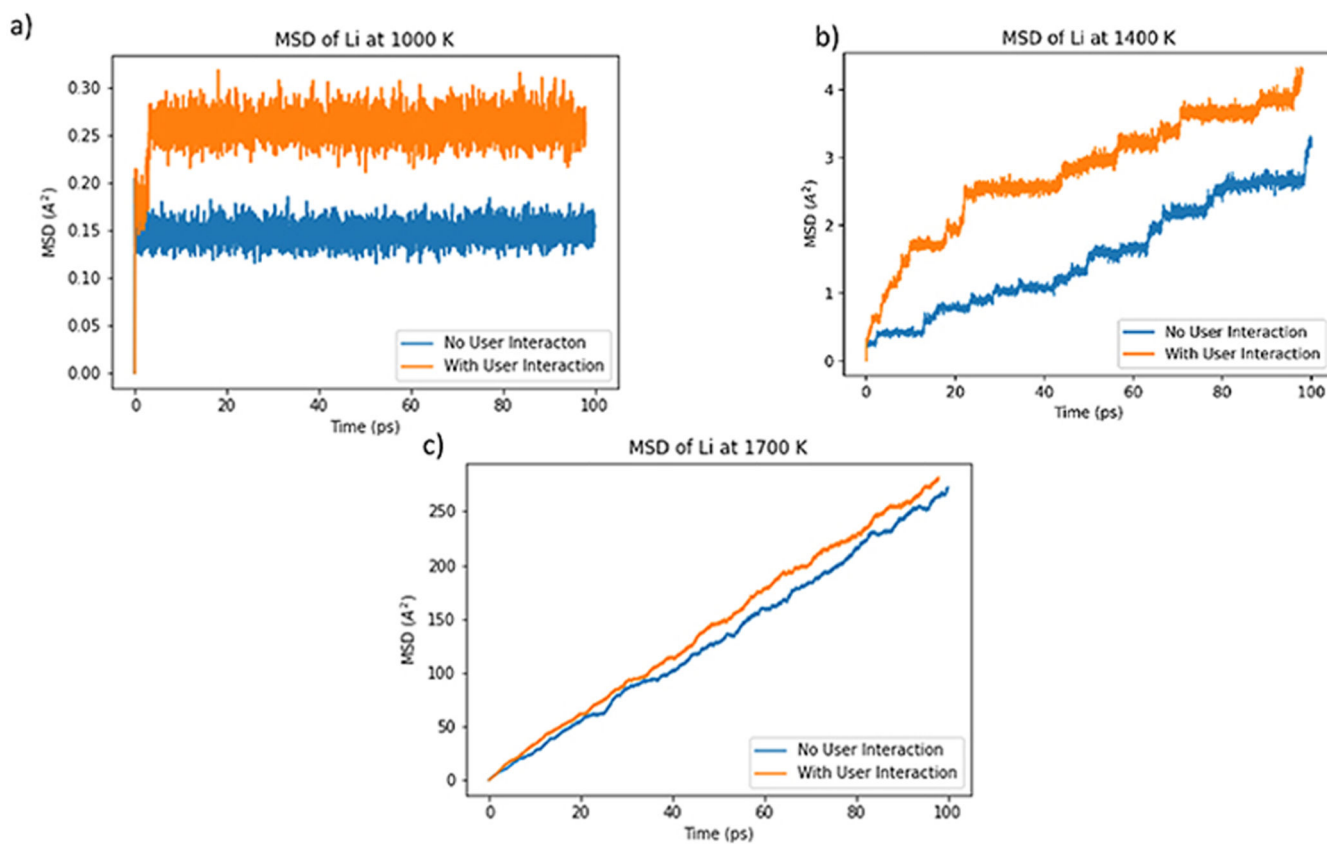 a)
MSD of Li at 1000 K
MSD (A²)
0.30
0.25
0.20
0.15
0.10
0.05
0.00
No User Interacton
With User Interaction
0 20 40 60 80 100
Time (ps)
b)
MSD of Li at 1400 K
MSD (A²)
4
3
2
1
0
No User Interaction
With User Interaction
0 20 40 60 80 100
Time (ps)
c)
MSD of Li at 1700 K
MSD (A²)
250
200
150
100
50
0
No User Interaction
With User Interaction
0 20 40 60 80 100
Time (ps)